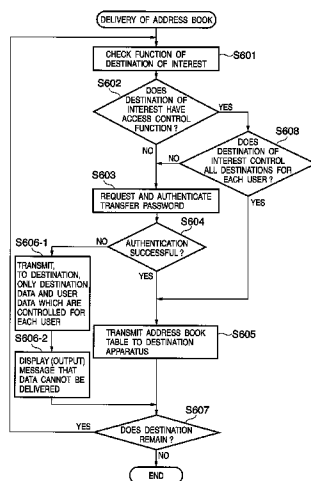 DELIVERY OF ADDRESS BOOK
CHECK FUNCTION OF
DESTINATION OF INTEREST
S601
S602
DOES
DESTINATION OF
INTEREST HAVE
ACCESS CONTROL
FUNCTION ?
YES
NO
S608
DOES
DESTINATION OF
INTEREST CONTROL
ALL DESTINATIONS FOR
EACH USER ?
NO
YES
S603
REQUEST AND AUTHENTICATE
TRANSFER PASSWORD
S604
AUTHENTICATION
SUCCESSFUL ?
NO
YES
S606-1
TRANSMIT,
TO DESTINATION,
ONLY DESTINATION
DATA AND USER
DATA WHICH ARE
CONTROLLED FOR
EACH USER
S606-2
DISPLAY (OUTPUT)
MESSAGE THAT
DATA CANNOT BE
DELIVERED
TRANSMIT ADDRESS BOOK
TABLE TO DESTINATION
APPARATUS
S605
S607
DOES DESTINATION
REMAIN ?
YES
NO
END